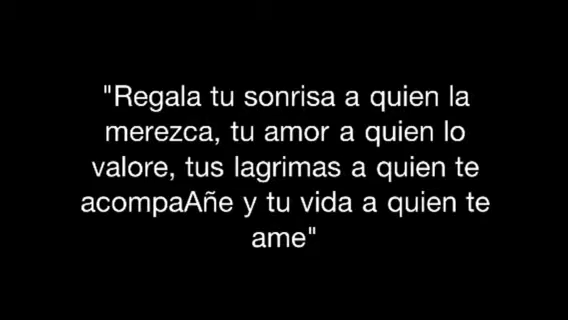 "Regala tu sonrisa a quien la
merezca, tu amor a quien lo
valore, tus lagrimas a quien te
acompaAñe y tu vida a quien te
ame"